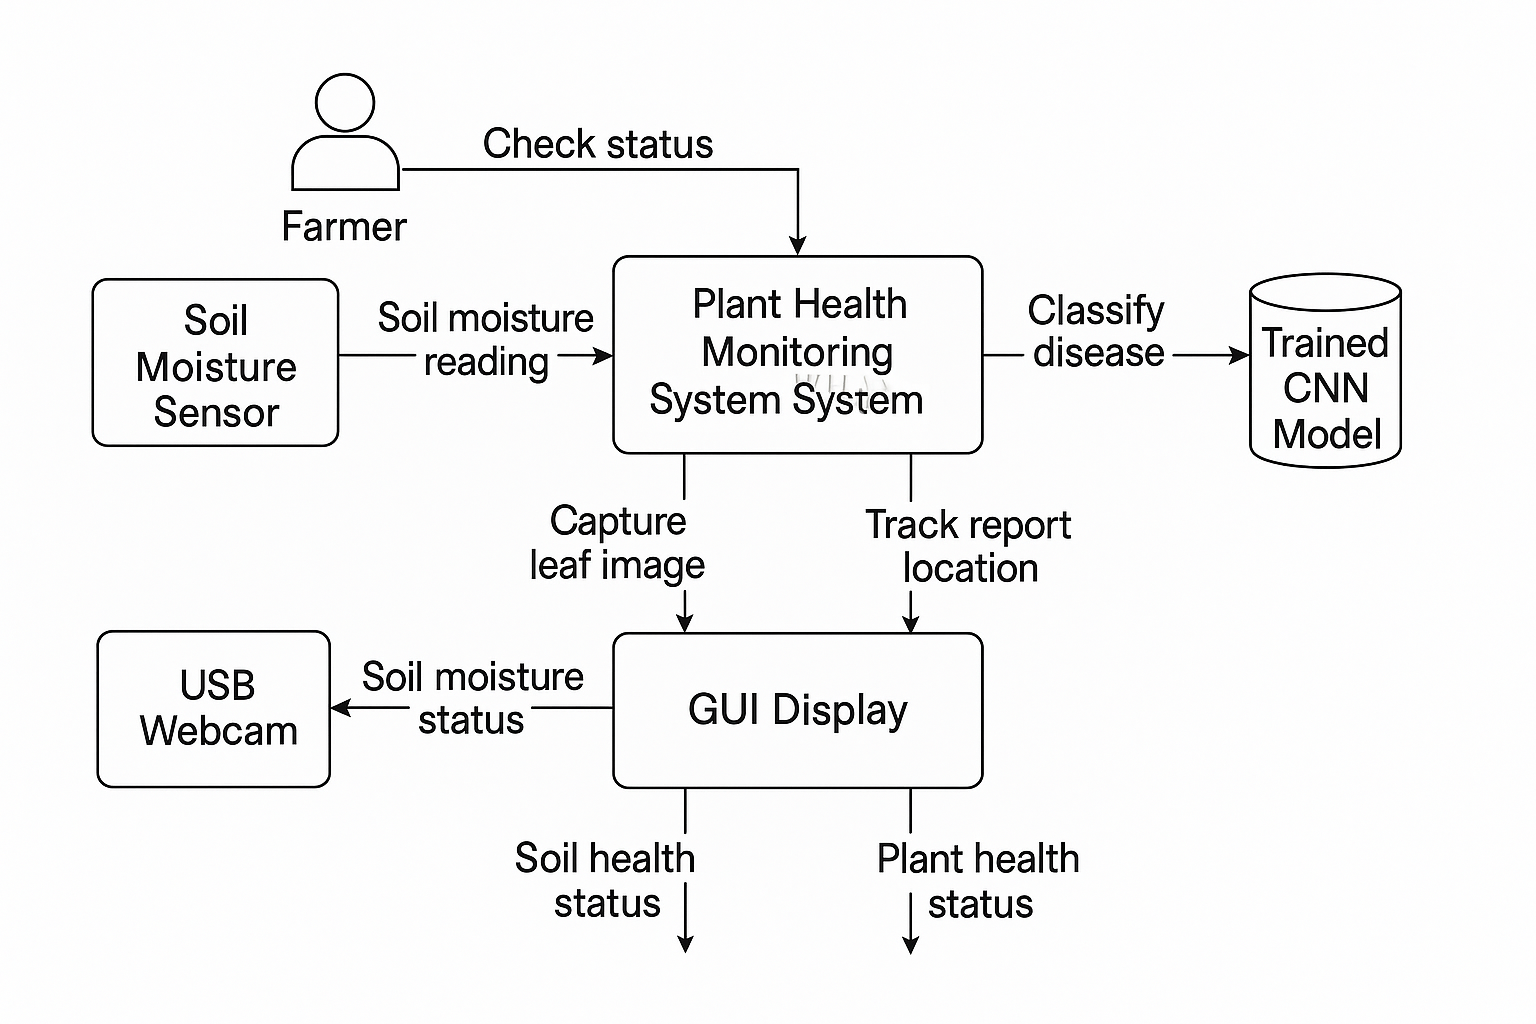 Check status
Farmer
Soil
Moisture
Sensor
Soil moisture
reading
Plant Health
Monitoring
System System
Classify
disease
Trained
CNN
Model
Capture
leaf image
Track report
location
USB
Webcam
Soil moisture
status
GUI Display
Soil health
status
Plant health
status